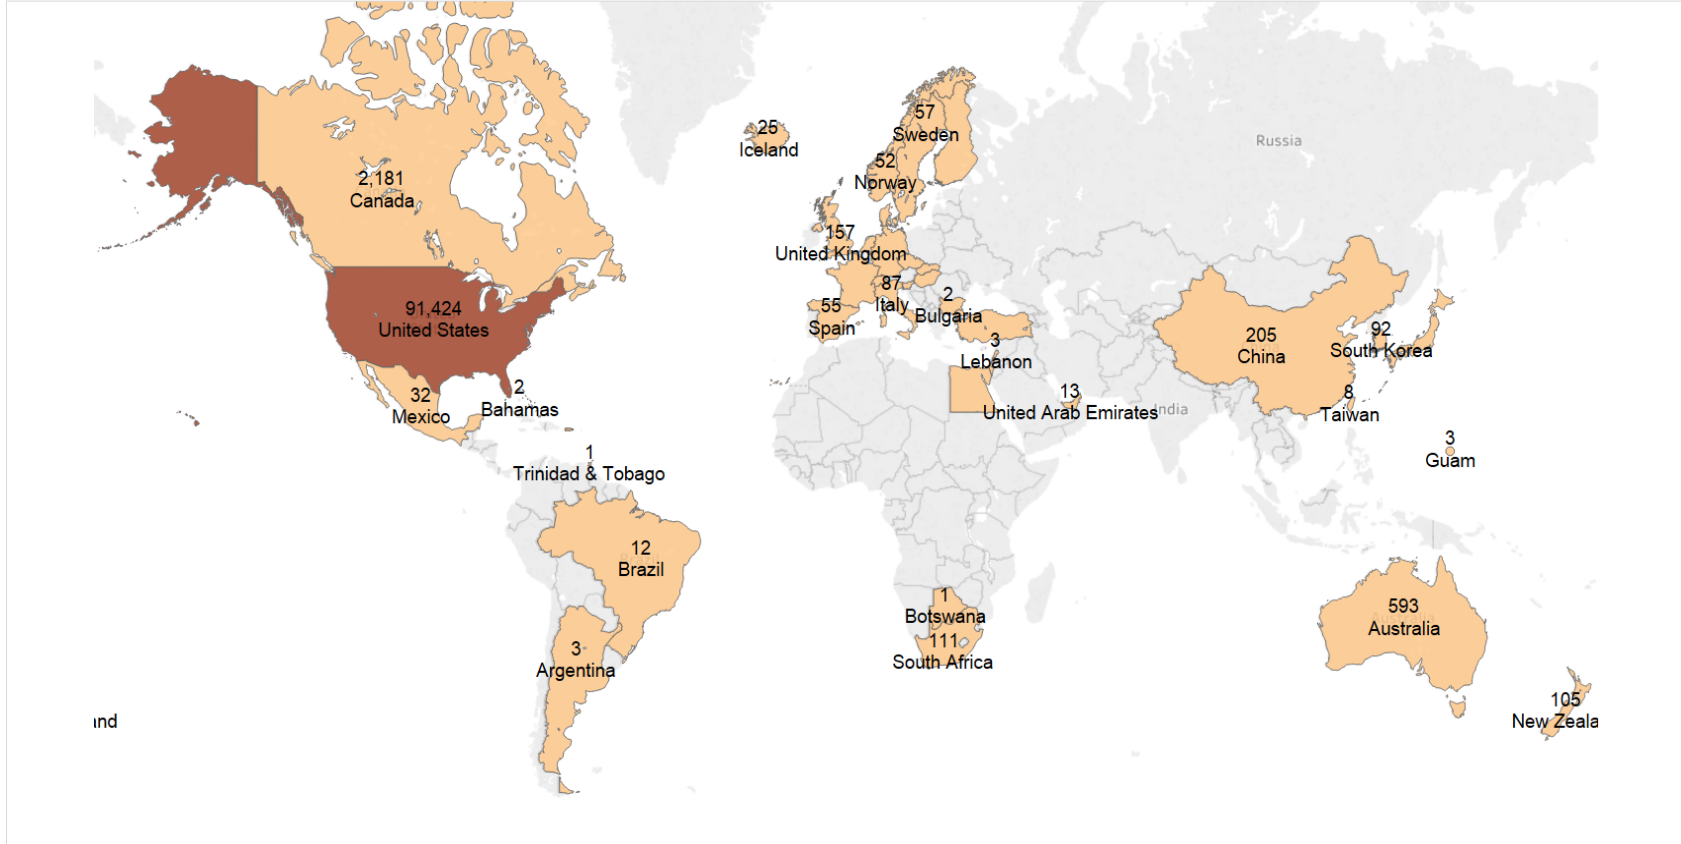 57
Sweden
25
Iceland
Russia
52
Norway
2,181
Canada
157
United Kingdom
87
Italy
2
Bulgaria
55
Spain
91,424
United States
3
Lebanon
205
China
92
South Korea
32
Mexico
2
Bahamas
13
United Arab Emirates
India
8
Taiwan
3
Guam
1
Trinidad & Tobago
12
Brazil
1
Botswana
593
Australia
111
South Africa
3
Argentina
105
New Zeala
and